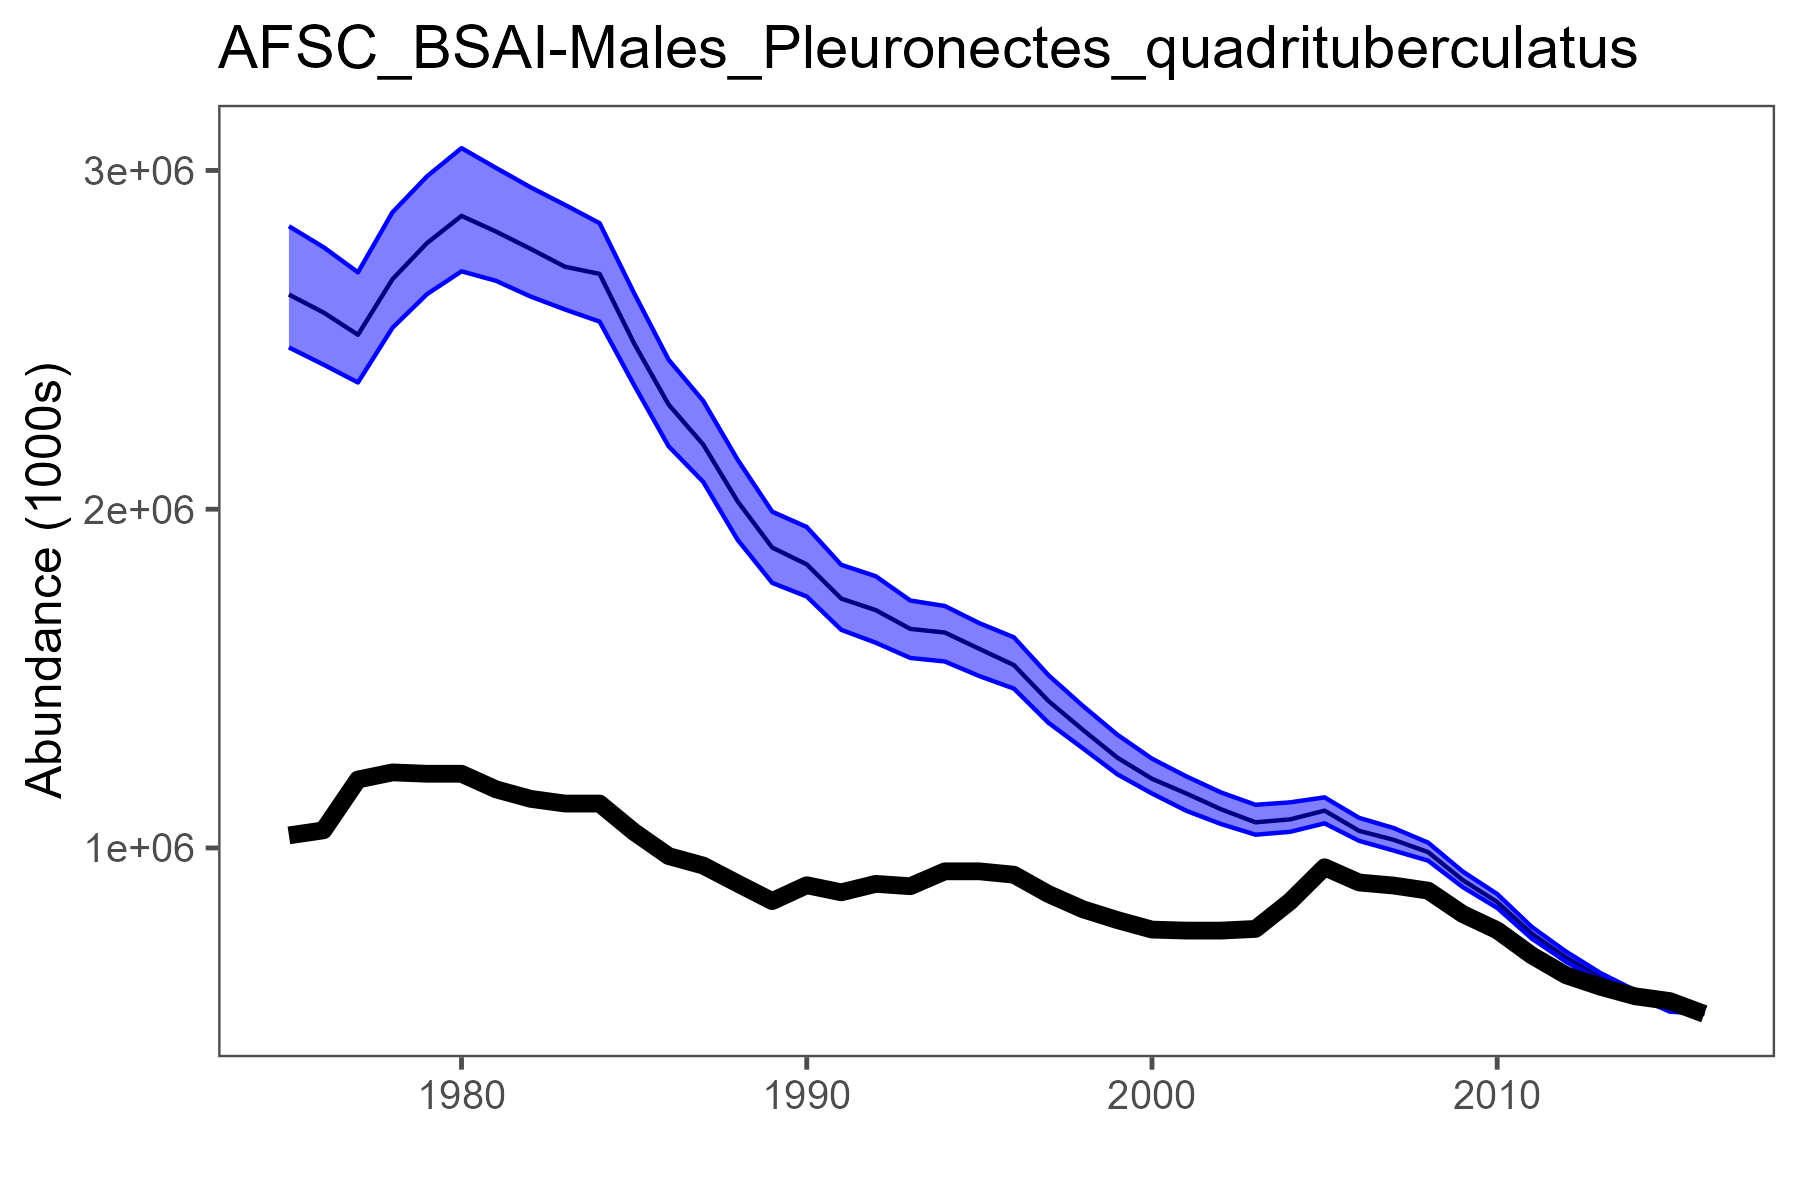 AFSC_BSAI-Males_Pleuronectes_quadrituberculatus
Abundance (1000s)
3e+06
2e+06
1e+06
1980
1990
2000
2010